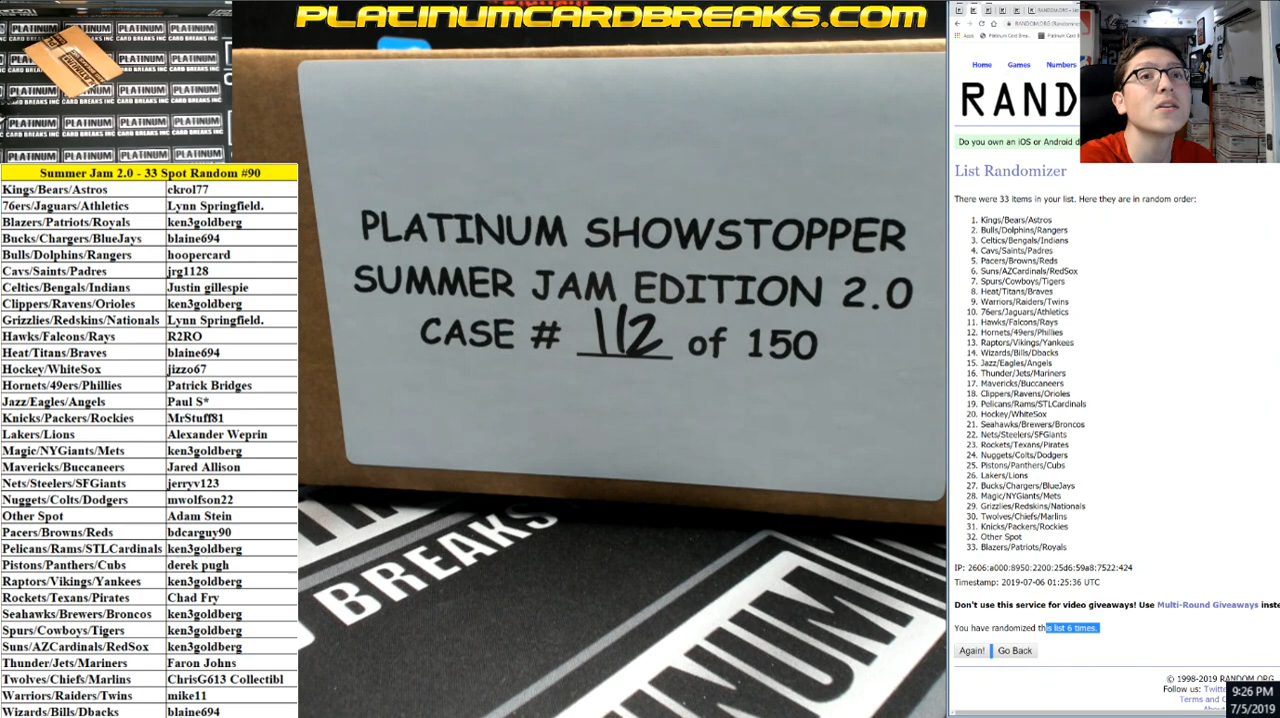 PLATINUMCARDBREAKS.COM
PLATINUM SHOWSTOPPER
SUMMER JAM EDITION 2.0
CASE # 112 of 150
Summer Jam 2.0 - 33 Spot Random #90
Kings/Bears/Astros ckrol77
76ers/Jaguars/Athletics Lynn Springfield.
Blazers/Patriots/Royals ken3goldberg
Bucks/Chargers/BlueJays blaine694
Bulls/Dolphins/Rangers hoopercard
Cavs/Saints/Padres jrg1128
Celtics/Bengals/Indians Justin gillespie
Clippers/Ravens/Orioles ken3goldberg
Grizzlies/Redskins/Nationals Lynn Springfield.
Hawks/Falcons/Rays R2RO
Heat/Titans/Braves blaine694
Hockey/WhiteSox jizzo67
Hornets/49ers/Phillies Patrick Bridges
Jazz/Eagles/Angels Paul S*
Knicks/Packers/Rockies MrStuff81
Lakers/Lions Alexander Weprin
Magic/NYGiants/Mets ken3goldberg
Mavericks/Buccaneers Jared Allison
Nets/Steelers/SFGiants jerryv123
Nuggets/Colts/Dodgers mwolfson22
Other Spot Adam Stein
Pacers/Browns/Reds bdcarguy90
Pelicans/Rams/STLCardinals ken3goldberg
Pistons/Panthers/Cubs derek pugh
Raptors/Vikings/Yankees ken3goldberg
Rockets/Texans/Pirates Chad Fry
Seahawks/Brewers/Broncos ken3goldberg
Spurs/Cowboys/Tigers ken3goldberg
Suns/AZCardinals/RedSox ken3goldberg
Thunder/Jets/Mariners Faron Johns
Twolves/Chiefs/Marlins ChrisG613 Collectibl
Warriors/Raiders/Twins mike11
Wizards/Bills/Dbacks blaine694
BREAKS
PLATINUM
Apps Platinum Card Brea... Platinum Card
Home Games Numbers
RAND
Do you own an iOS or Android d
List Randomizer
There were 33 items in your list. Here they are in random order:
1. Kings/Bears/Astros
2. Bulls/Dolphins/Rangers
3. Celtics/Bengals/Indians
4. Cavs/Saints/Padres
5. Pacers/Browns/Reds
6. Suns/AZCardinals/RedSox
7. Spurs/Cowboys/Tigers
8. Heat/Titans/Braves
9. Warriors/Raiders/Twins
10. 76ers/Jaguars/Athletics
11. Hawks/Falcons/Rays
12. Hornets/49ers/Phillies
13. Raptors/Vikings/Yankees
14. Wizards/Bills/Dbacks
15. Jazz/Eagles/Angels
16. Thunder/Jets/Mariners
17. Mavericks/Buccaneers
18. Clippers/Ravens/Orioles
19. Pelicans/Rams/STLCardinals
20. Hockey/WhiteSox
21. Seahawks/Brewers/Broncos
22. Nets/Steelers/SFGiants
23. Rockets/Texans/Pirates
24. Nuggets/Colts/Dodgers
25. Pistons/Panthers/Cubs
26. Lakers/Lions
27. Bucks/Chargers/BlueJays
28. Magic/NYGiants/Mets
29. Grizzlies/Redskins/Nationals
30. Twolves/Chiefs/Marlins
31. Knicks/Packers/Rockies
32. Other Spot
33. Blazers/Patriots/Royals
IP: 2606:a000:8950:2200:25d6:59a8:7522:424
Timestamp: 2019-07-06 01:25:36 UTC
Don't use this service for video giveaways! Use Multi-Round Giveaways inste
You have randomized this list 6 times.
Again! Go Back
© 1998-2019 RANDOM.ORG
Follow us: Twitte
Terms and C
9:26 PM
7/5/2019